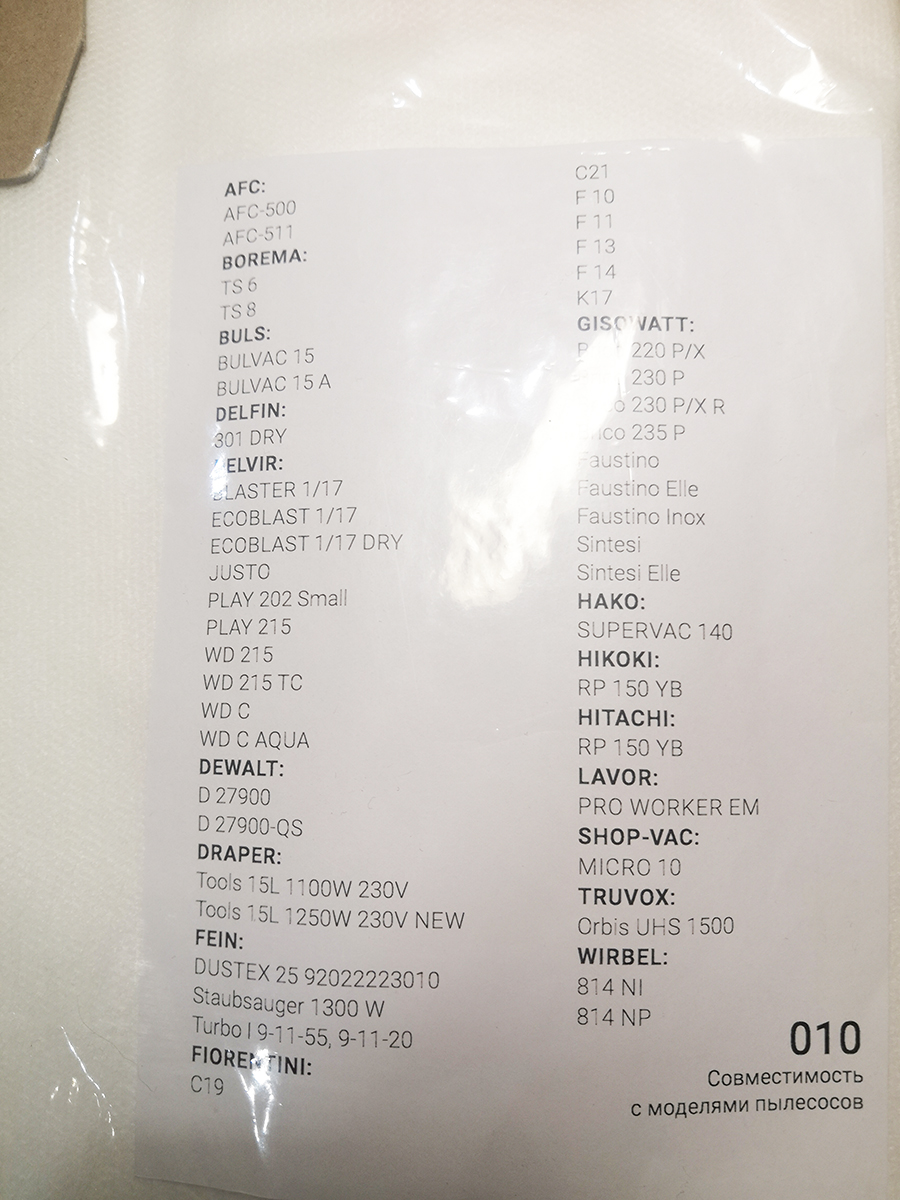 AFC:
AFC-500
AFC-511
BOREMA:
TS 6
TS 8
BULS:
BULVAC 15
BULVAC 15 A
DELFIN:
301 DRY
ECOBLAST 1/17
ECOBLAST 1/17 DRY
JUSTO
PLAY 202 Small
PLAY 215
WD 215
WD 215 TC
WD C
WD C AQUA
DEWALT:
D 27900
D 27900-QS
DRAPER:
Tools 15L 1100W 230V
Tools 15L 1250W 230V NEW
FEIN:
DUSTEX 25 92022223010
Staubsauger 1300 W
Turbo I 9-11-55, 9-11-20
FIORENTINI:
C19
C21
F 10
F 11
F 13
F 14
K17
GISOWATT:
220 P/X
230 P
230 P/X R
235 P
Faustino
Faustino Elle
Faustino Inox
Sintesi
Sintesi Elle
HAKO:
SUPERVAC 140
HIKOKI:
RP 150 YB
HITACHI:
RP 150 YB
LAVOR:
PRO WORKER EM
SHOP-VAC:
MICRO 10
TRUVOX:
Orbis UHS 1500
WIRBEL:
814 NI
814 NP
010
Совместимость
с моделями пылесосов